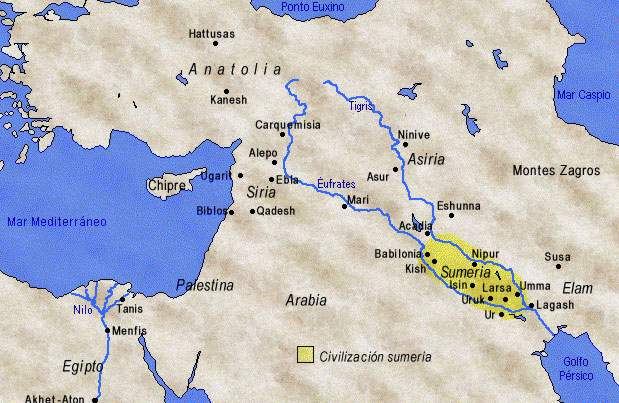 Ponto Euxino
Hattusas
Anatolia
Kanesh
Tigris
Mar Caspio
Carquemisia
Nínive
Alepo
Asiria
Montes Zagros
Asur
Chipre
Ugarit
Ebla
Siria
Éufrates
Mari
Eshunna
Biblos
Qadesh
Mar Mediterráneo
Acadia
Babilonia
Nipur
Susa
Kish
Sumeria
Palestina
Isin
Larsa
Umma
Elam
Arabia
Uruk
Lagash
Nilo
Tanis
Ur
Menfis
Civilización sumeria
Egipto
Golfo
Pérsico
Akhet-Aton